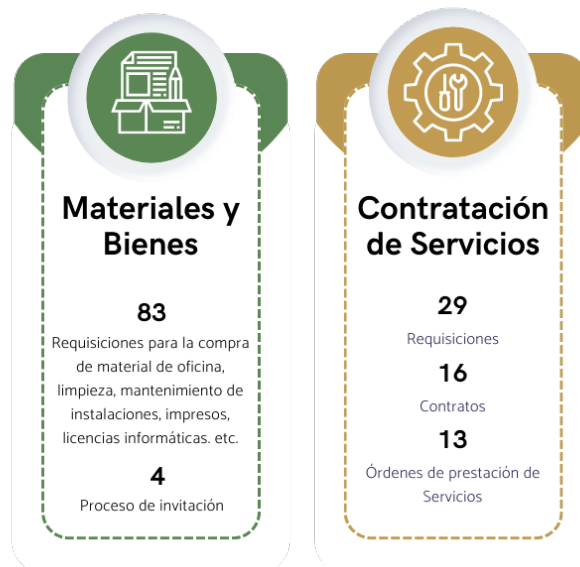 Materiales y
Bienes
83
Requisiciones para la compra
de material de oficina,
limpieza, mantenimiento de
instalaciones, impresos,
licencias informáticas. etc.
4
Proceso de invitación
Contratación
de Servicios
29
Requisiciones
16
Contratos
13
Órdenes de prestación de
Servicios